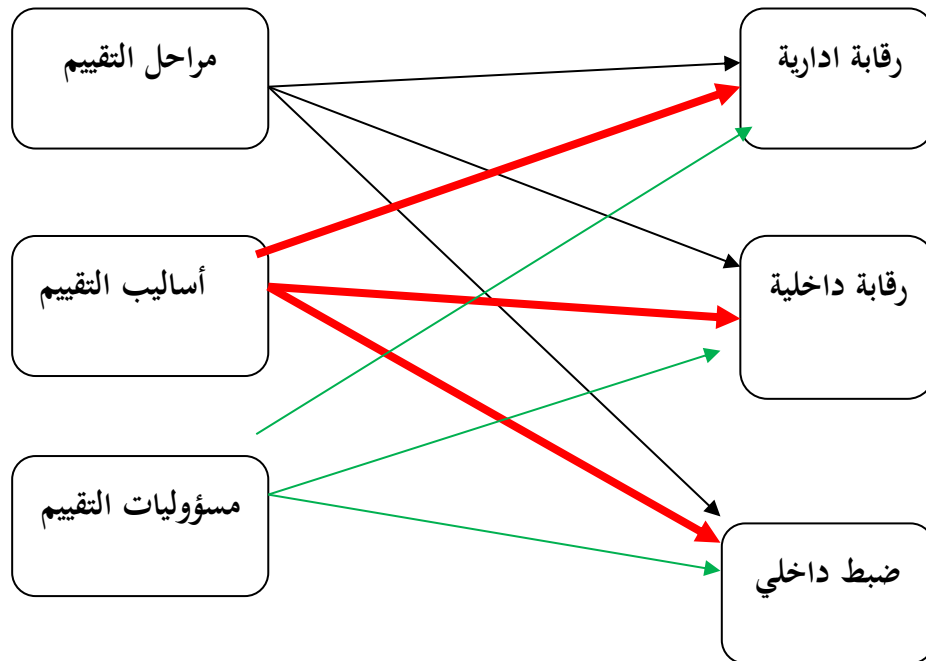 رقابة ادارية
مراحل التقييم
رقابة داخلية
أساليب التقييم
ضبط داخلي
مسؤوليات التقييم